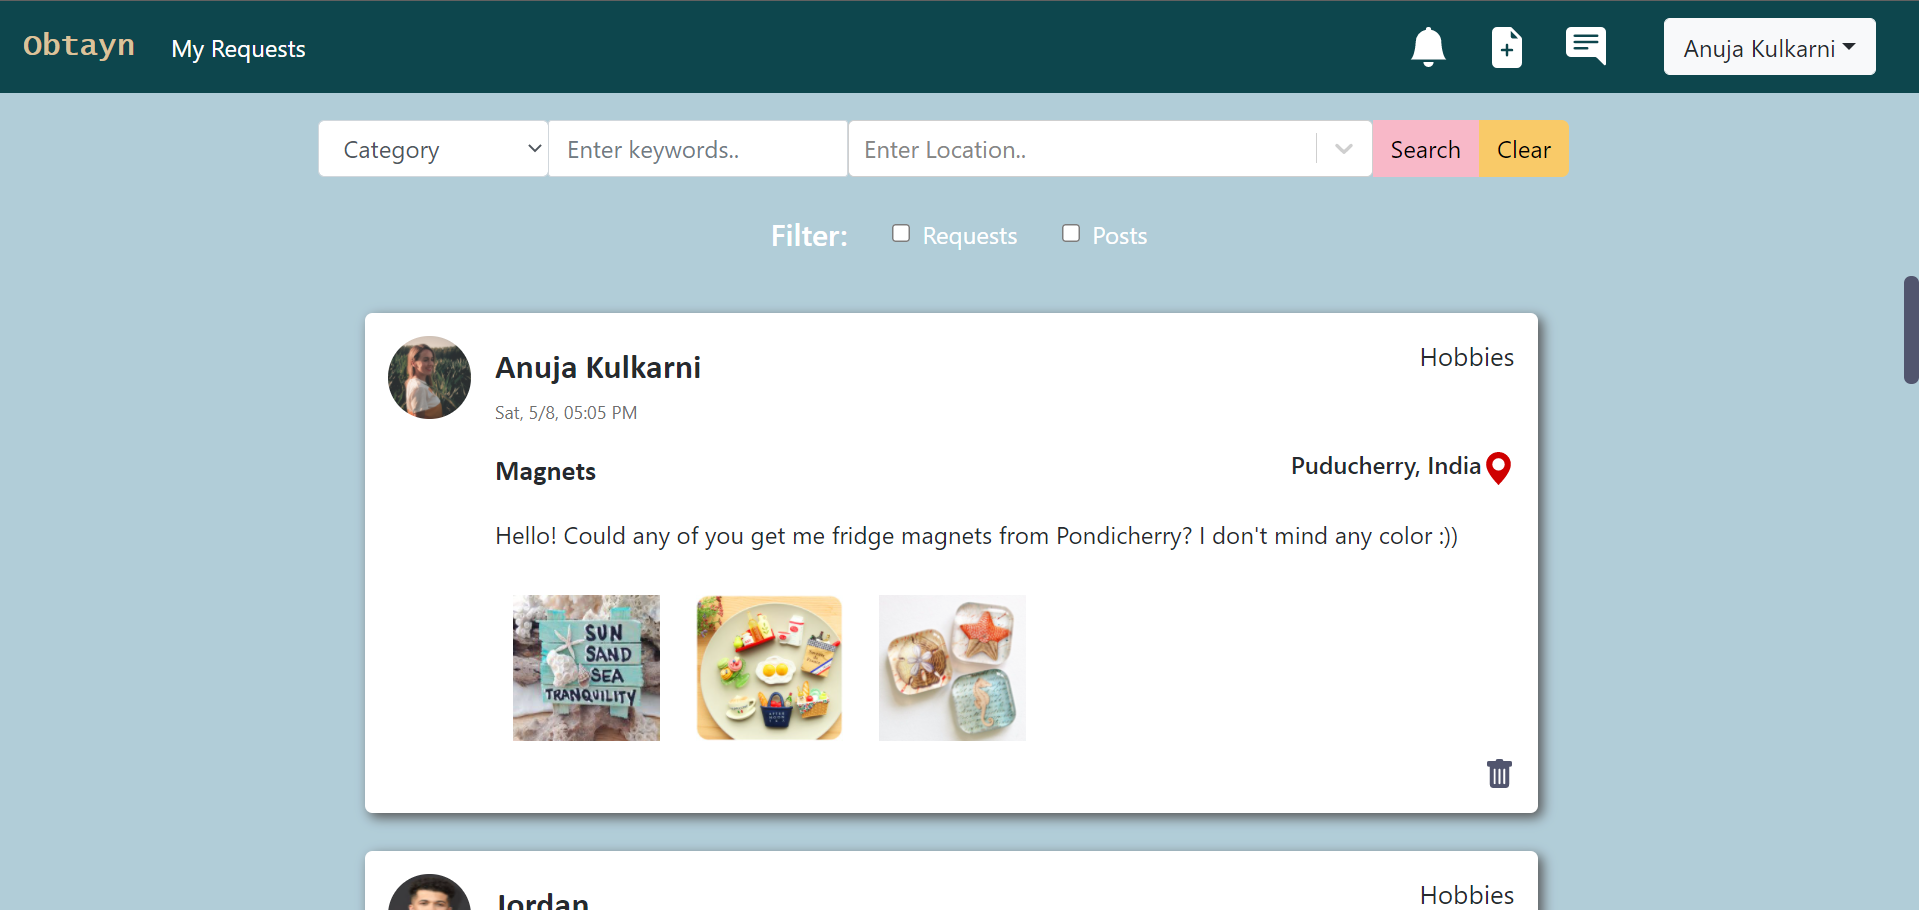 Obtayn
My Requests
Anuja Kulkarni
Category
Enter keywords..
Enter Location..
Search
Clear
Filter:
Requests
Posts
Anuja Kulkarni
Hobbies
Sat, 5/8, 05:05 PM
Magnets
Puducherry, India
Hello! Could any of you get me fridge magnets from Pondicherry? I don't mind any color :))
SUN
SAND
SEA
TRANQUILITY
Jordan
Hobbies